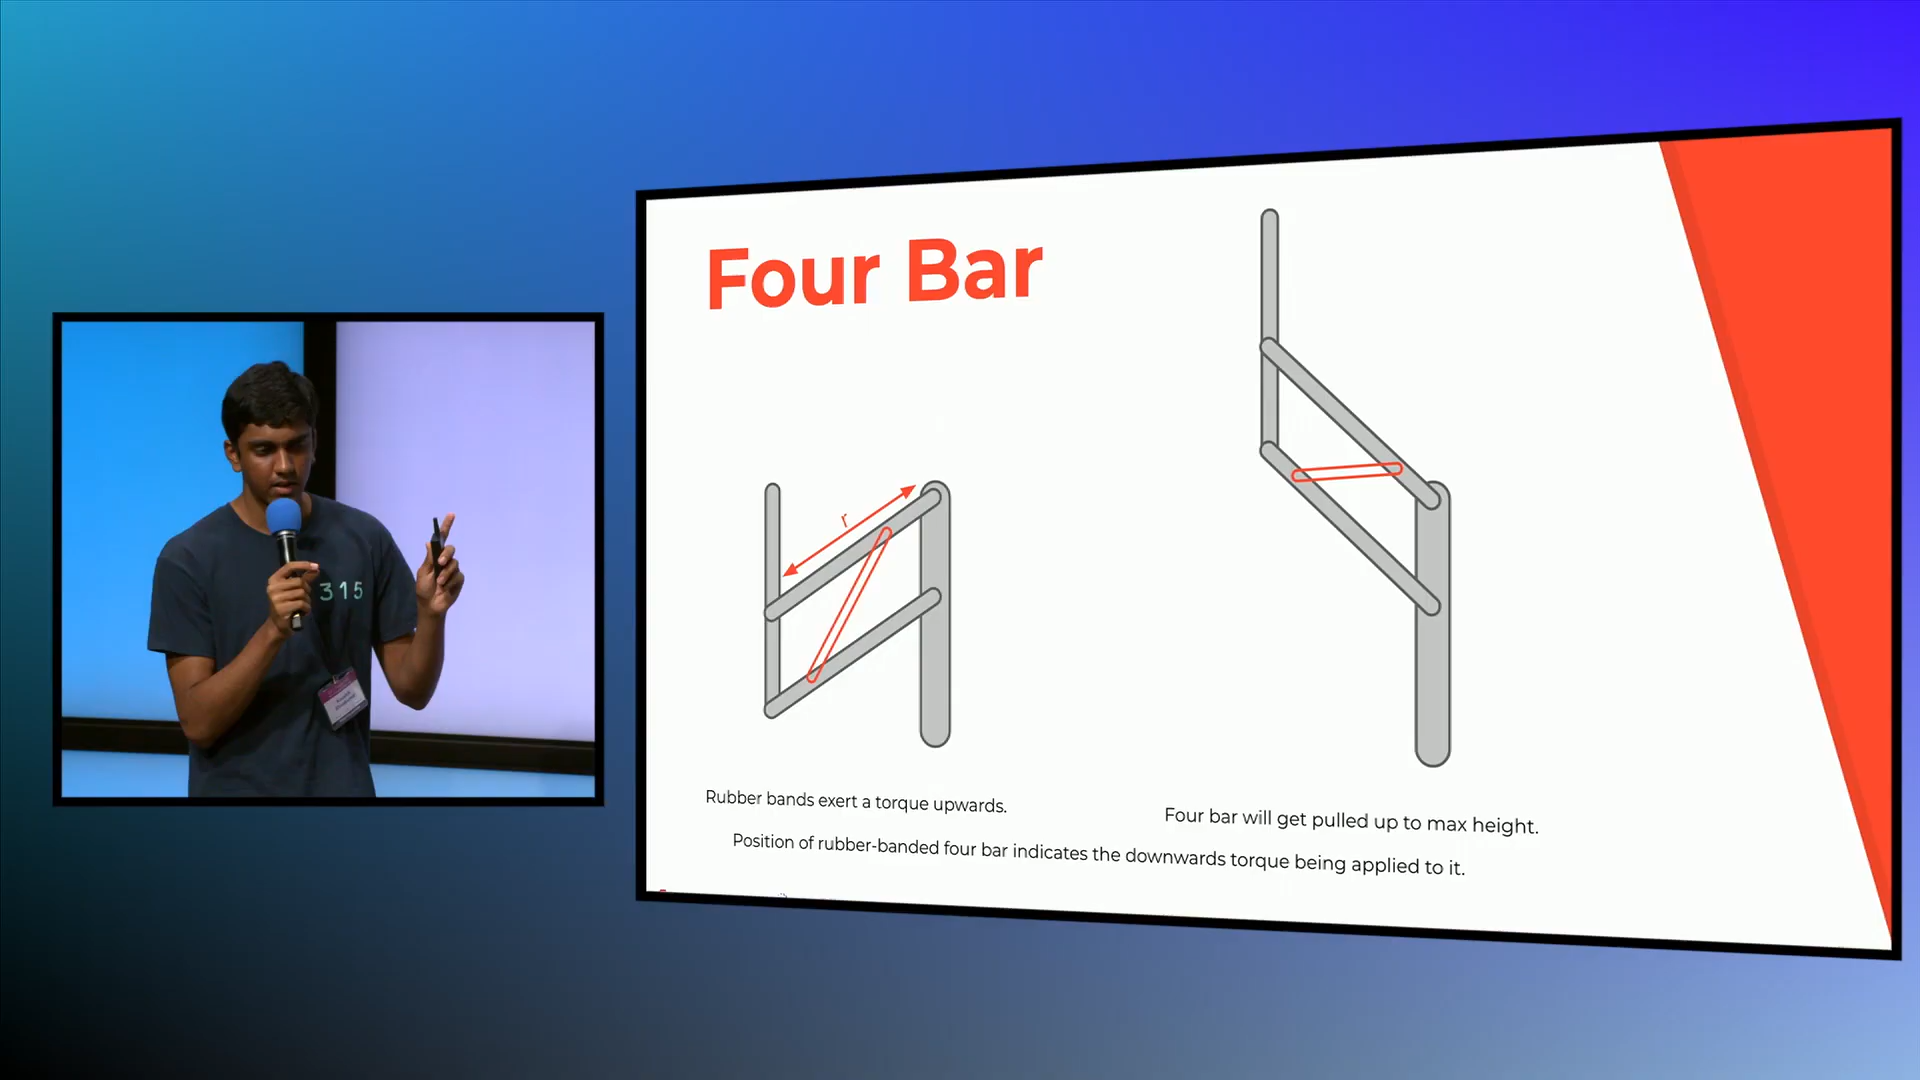 315
Four Bar
r
Rubber bands exert a torque upwards.
Four bar will get pulled up to max height.
Position of rubber-banded four bar indicates the downwards torque being applied to it.